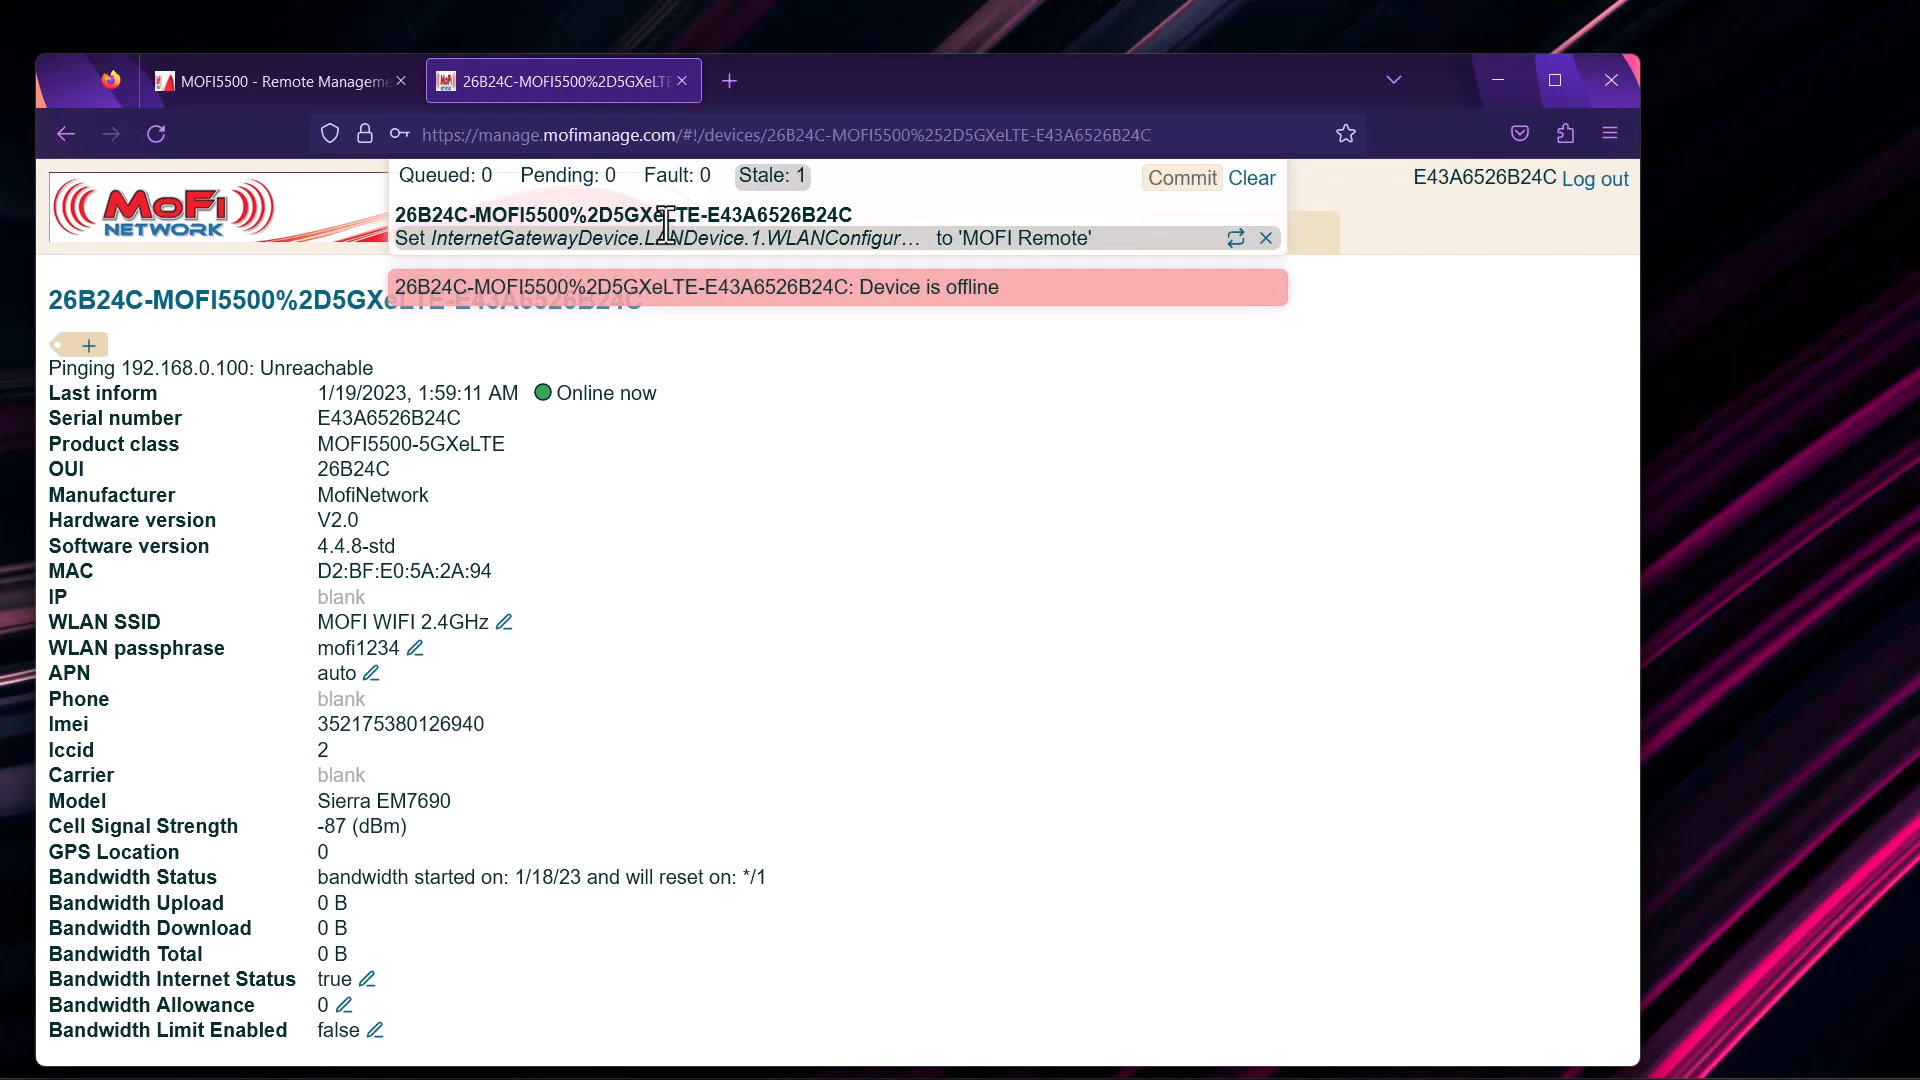 MOFI5500 - Remote Manageme
26B24C-MOFI5500%2D5GXeLTE
https://manage.mofimanage.com/#!/devices/26B24C-MOFI5500%252D5GXeLTE-E43A6526B24C
MOFI NETWORK
Queued: 0 Pending: 0 Fault: 0 Stale: 1
Commit Clear
E43A6526B24C Log out
26B24C-MOFI5500%2D5GXeLTE-E43A6526B24C
Set InternetGatewayDevice.LANDevice.1.WLANConfigur… to 'MOFI Remote'
26B24C-MOFI5500%2D5GXeLTE-E43A6526B24C: Device is offline
26B24C-MOFI5500%2D5GXeLTE-E43A6526B24C
+
Pinging 192.168.0.100: Unreachable
Last inform 1/19/2023, 1:59:11 AM Online now
Serial number E43A6526B24C
Product class MOFI5500-5GXeLTE
OUI 26B24C
Manufacturer MofiNetwork
Hardware version V2.0
Software version 4.4.8-std
MAC D2:BF:E0:5A:2A:94
IP blank
WLAN SSID MOFI WIFI 2.4GHz
WLAN passphrase mofi1234
APN auto
Phone blank
Imei 352175380126940
Iccid 2
Carrier blank
Model Sierra EM7690
Cell Signal Strength -87 (dBm)
GPS Location 0
Bandwidth Status bandwidth started on: 1/18/23 and will reset on: */1
Bandwidth Upload 0 B
Bandwidth Download 0 B
Bandwidth Total 0 B
Bandwidth Internet Status true
Bandwidth Allowance 0
Bandwidth Limit Enabled false